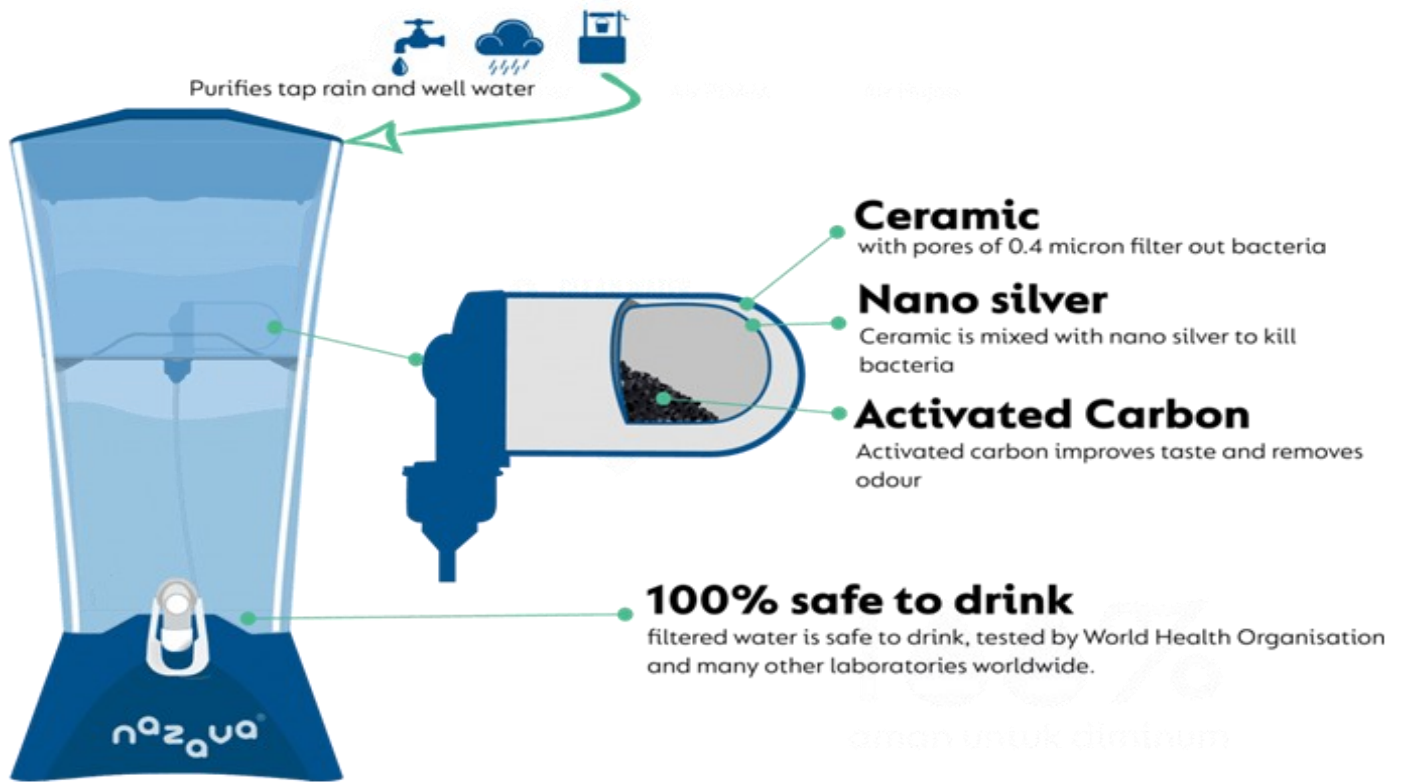 Purifies tap rain and well water
Ceramic
with pores of 0.4 micron filter out bacteria
Nano silver
Ceramic is mixed with nano silver to kill
bacteria
Activated Carbon
Activated carbon improves taste and removes
odour
100% safe to drink
filtered water is safe to drink, tested by World Health Organisation
and many other laboratories worldwide.
aman untuk diminum
nazava®